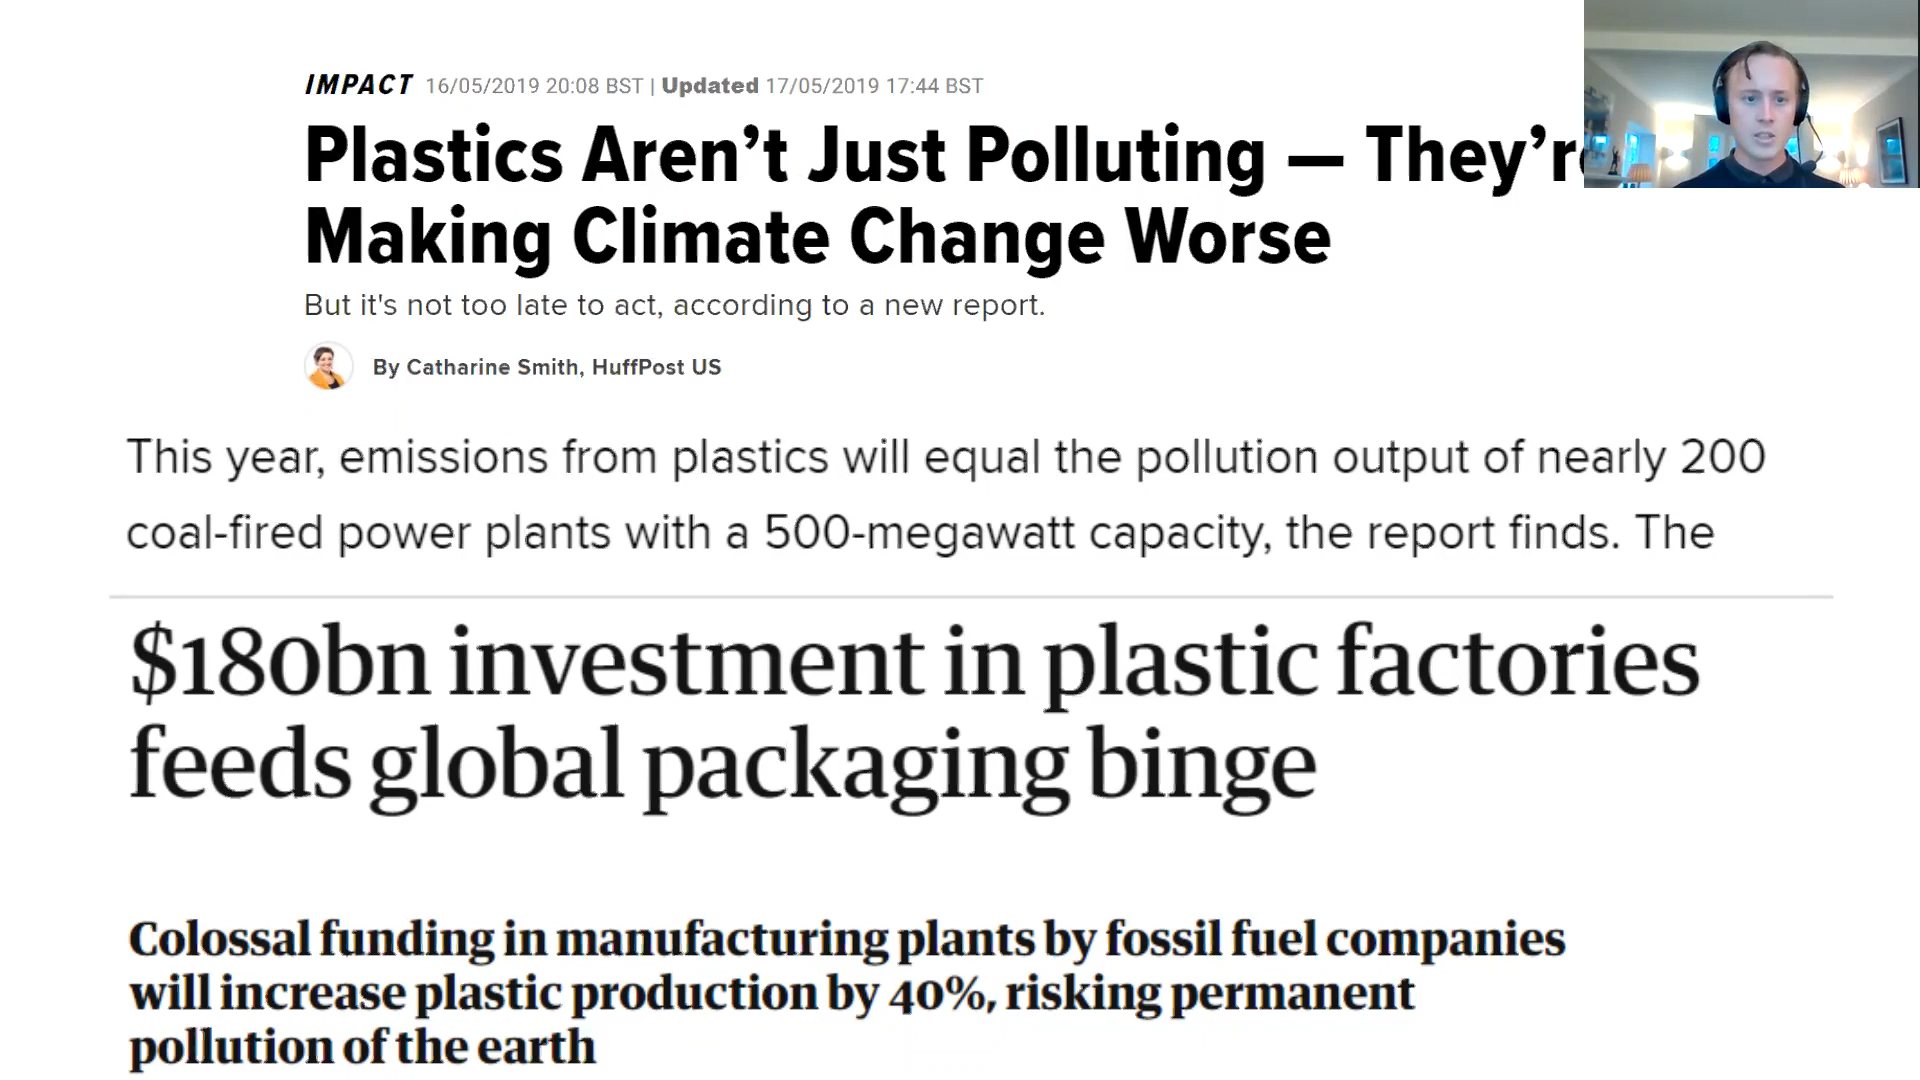 IMPACT 16/05/2019 20:08 BST | Updated 17/05/2019 17:44 BST
Plastics Aren’t Just Polluting — They’r
Making Climate Change Worse
But it's not too late to act, according to a new report.
By Catharine Smith, HuffPost US
This year, emissions from plastics will equal the pollution output of nearly 200
coal-fired power plants with a 500-megawatt capacity, the report finds. The
$180bn investment in plastic factories
feeds global packaging binge
Colossal funding in manufacturing plants by fossil fuel companies
will increase plastic production by 40%, risking permanent
pollution of the earth